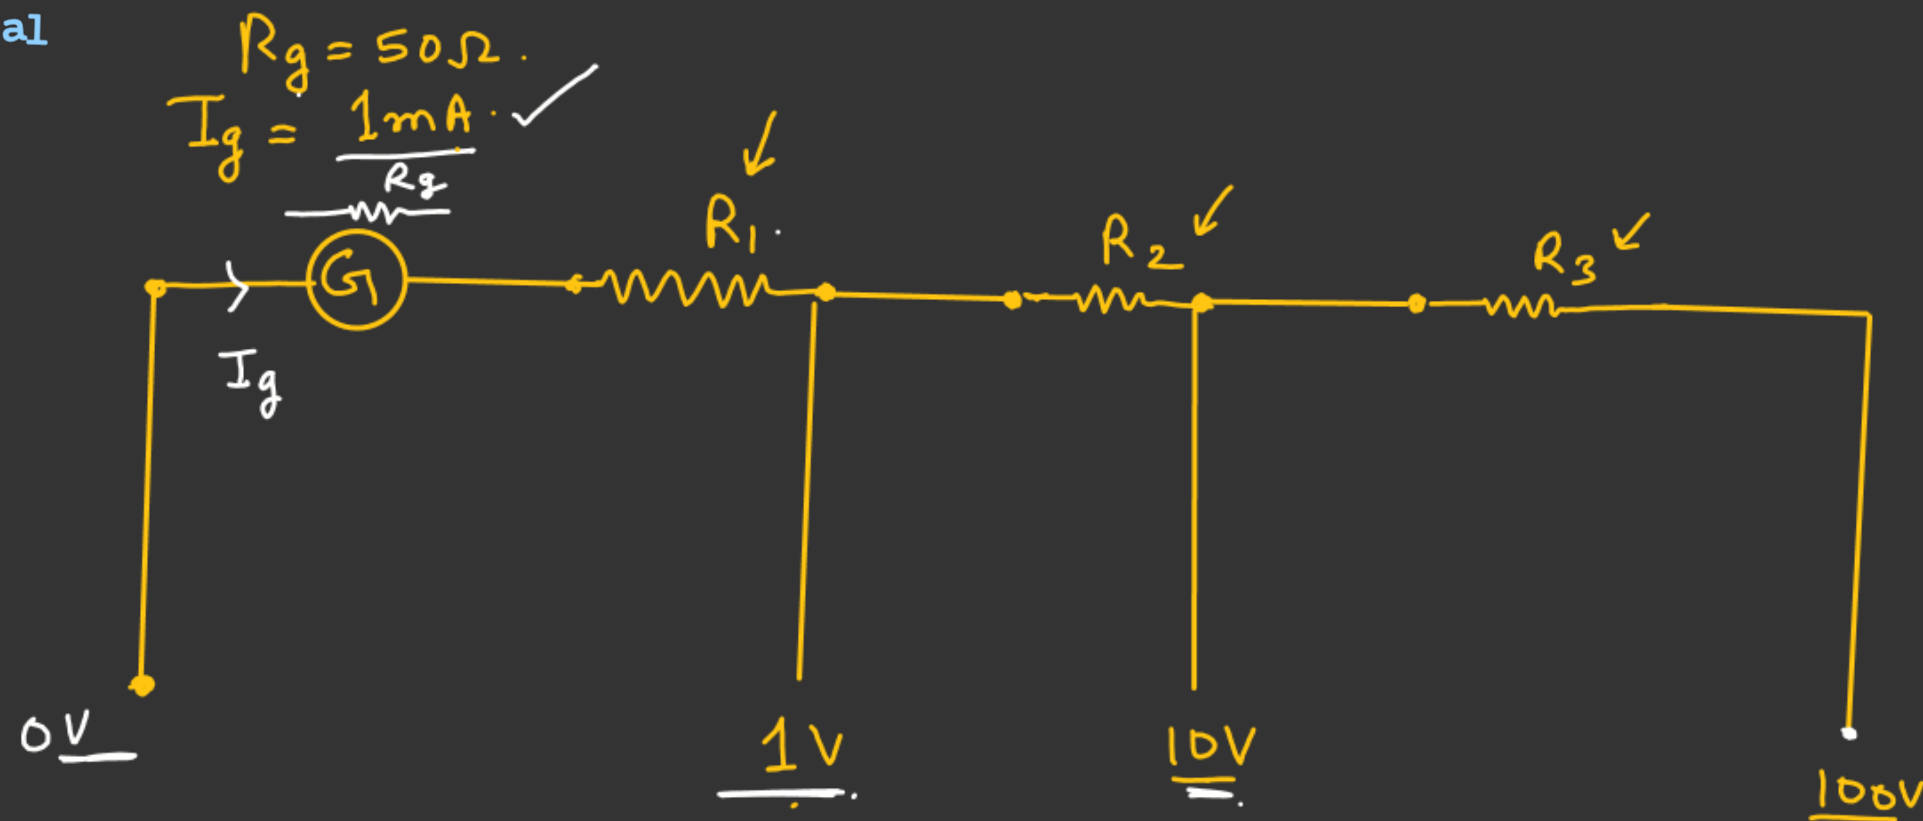 al
Rg = 50Ω.
Ig = 1mA.
Rg
G
R1.
R2
R3
Ig
0V
1V.
10V.
100V